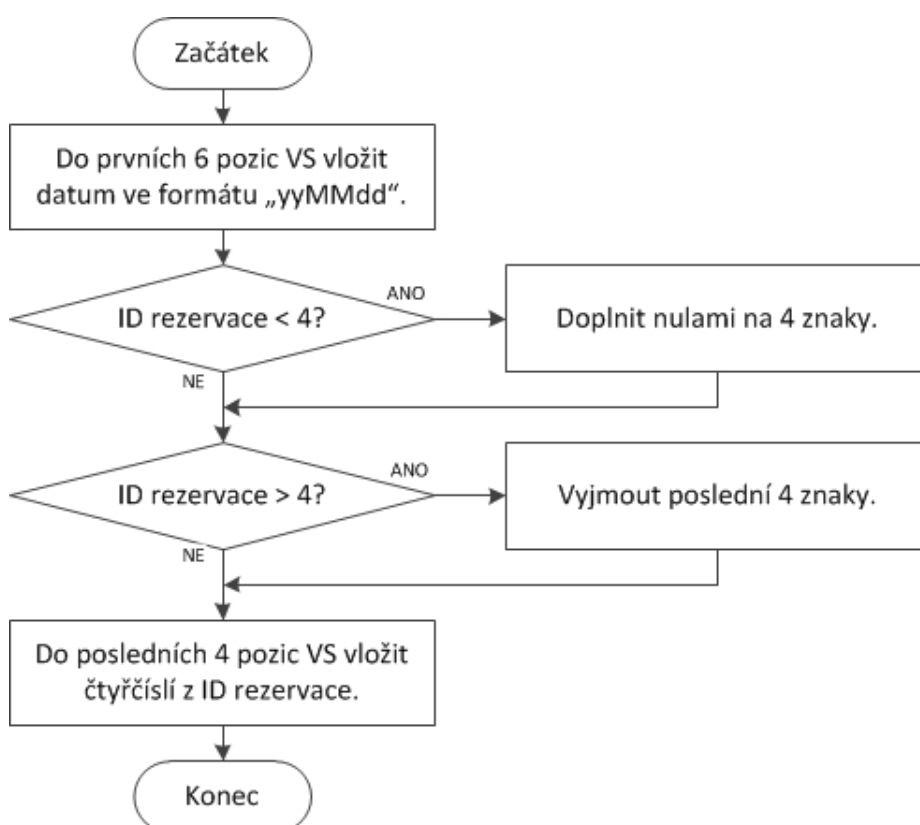 Začátek
Do prvních 6 pozic VS vložit
datum ve formátu „yyMMdd“.
ID rezervace < 4?
ANO
Doplnit nulami na 4 znaky.
NE
ID rezervace > 4?
ANO
Vyjmout poslední 4 znaky.
NE
Do posledních 4 pozic VS vložit
čtyřčíslí z ID rezervace.
Konec